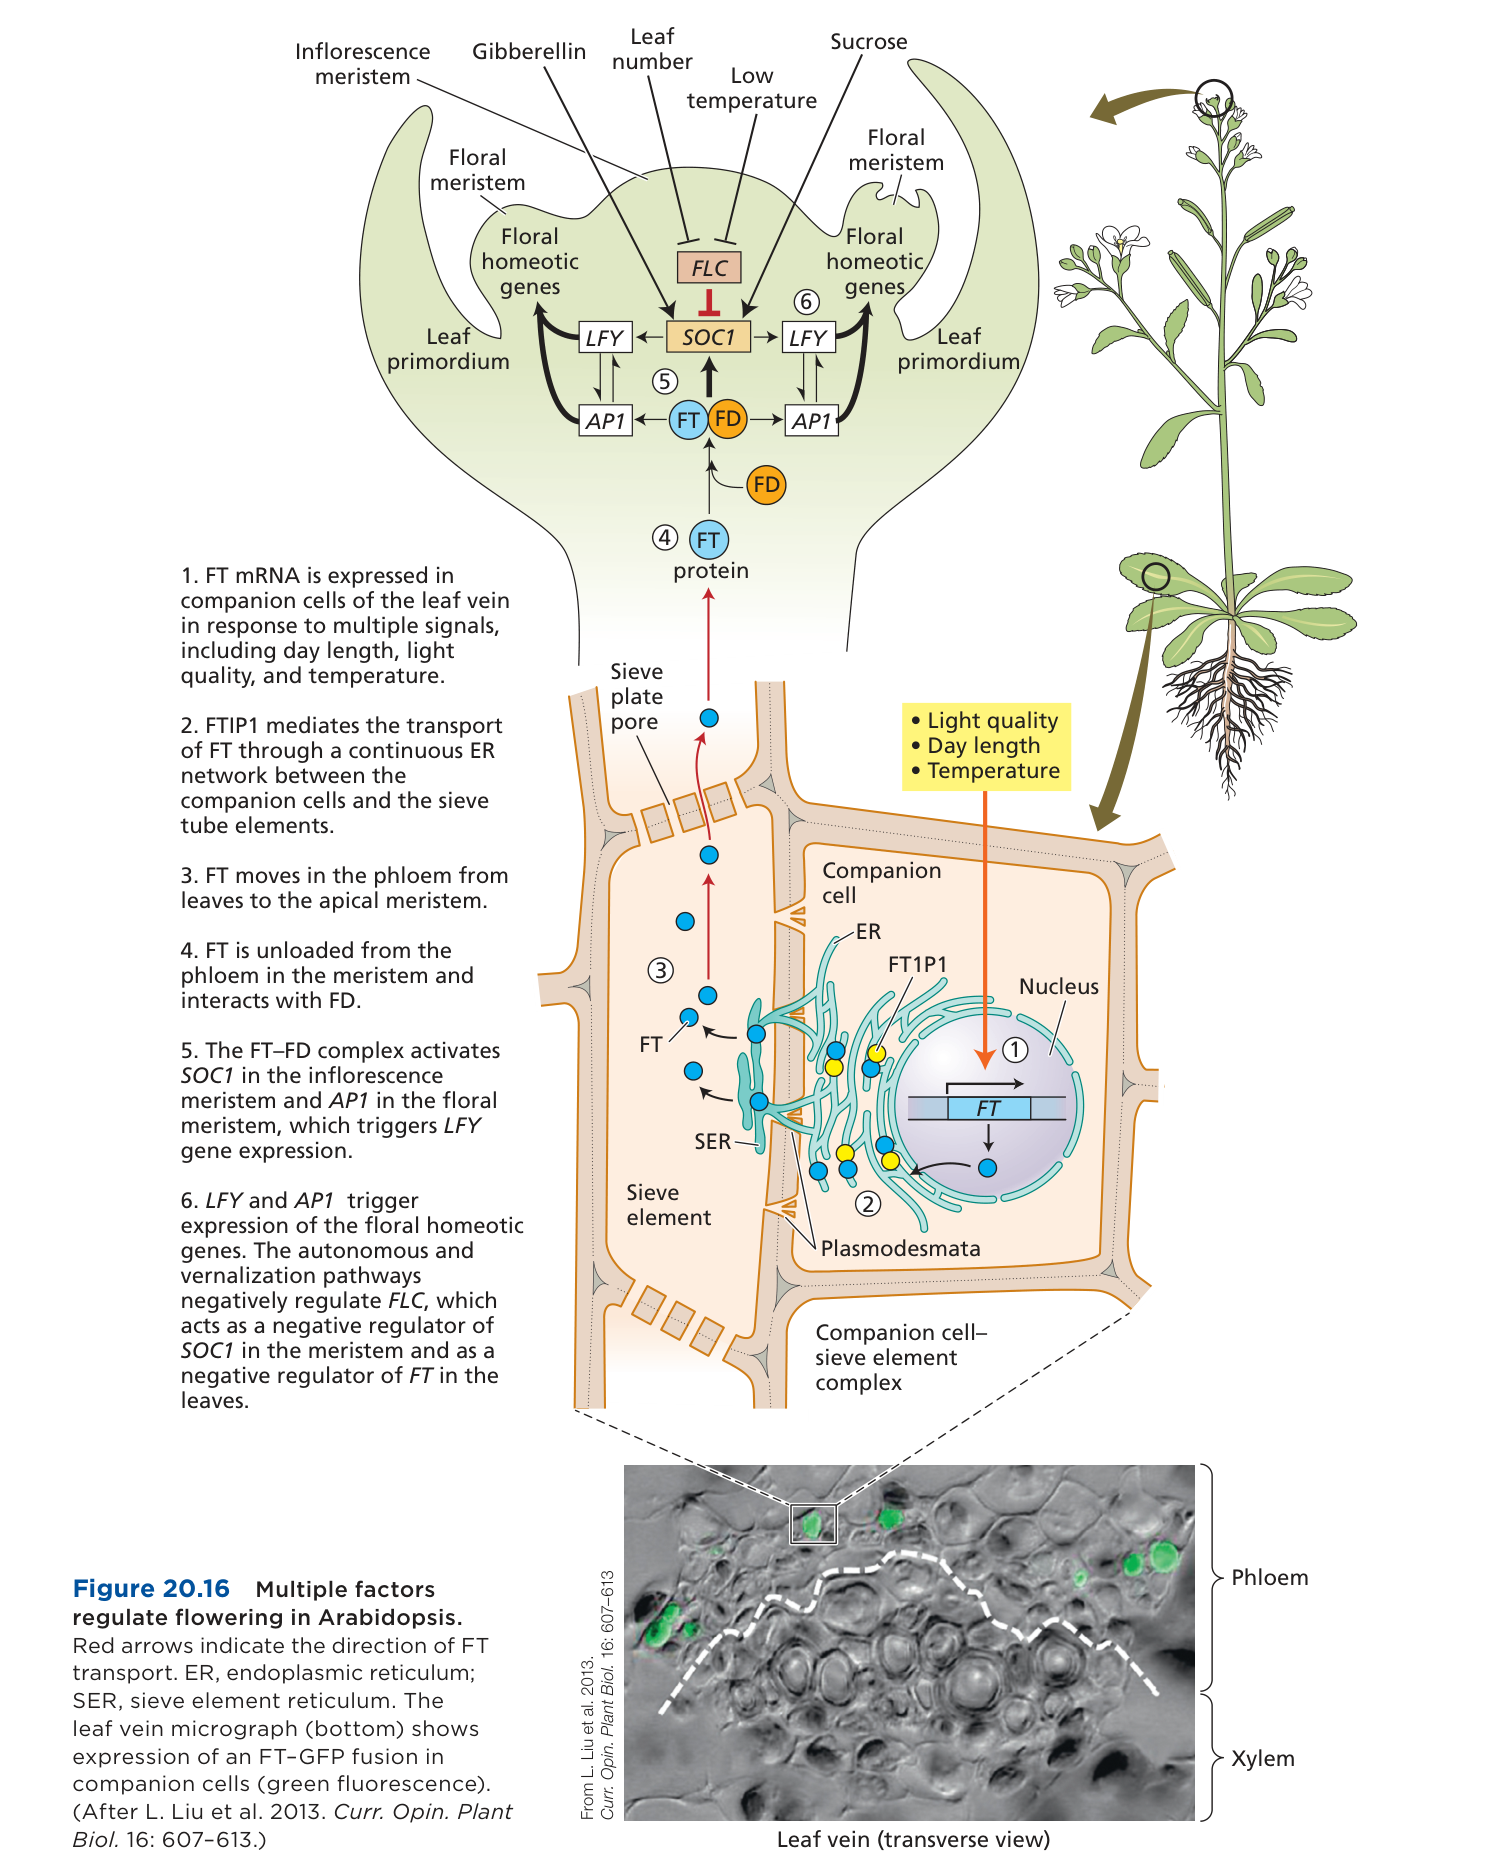 Inflorescence
meristem
Gibberellin
Leaf
number
Low
temperature
Sucrose
Floral
meristem
Floral
meristem
Floral
homeotic
genes
Floral
homeotic
genes
FLC
6
LFY
SOC1
LFY
Leaf
primordium
Leaf
primordium
5
AP1
FT
FD
AP1
FD
4
FT
protein
1. FT mRNA is expressed in
companion cells of the leaf vein
in response to multiple signals,
including day length, light
quality, and temperature.
2. FTIP1 mediates the transport
of FT through a continuous ER
network between the
companion cells and the sieve
tube elements.
3. FT moves in the phloem from
leaves to the apical meristem.
4. FT is unloaded from the
phloem in the meristem and
interacts with FD.
5. The FT–FD complex activates
SOC1 in the inflorescence
meristem and AP1 in the floral
meristem, which triggers LFY
gene expression.
6. LFY and AP1 trigger
expression of the floral homeotic
genes. The autonomous and
vernalization pathways
negatively regulate FLC, which
acts as a negative regulator of
SOC1 in the meristem and as a
negative regulator of FT in the
leaves.
Sieve
plate
pore
• Light quality
• Day length
• Temperature
Companion
cell
ER
FT1P1
Nucleus
3
FT
1
FT
SER
2
Sieve
element
Plasmodesmata
Companion cell–
sieve element
complex
Phloem
Xylem
From L. Liu et al. 2013.
Curr. Opin. Plant Biol. 16: 607–613
Leaf vein (transverse view)
Figure 20.16 Multiple factors
regulate flowering in Arabidopsis.
Red arrows indicate the direction of FT
transport. ER, endoplasmic reticulum;
SER, sieve element reticulum. The
leaf vein micrograph (bottom) shows
expression of an FT–GFP fusion in
companion cells (green fluorescence).
(After L. Liu et al. 2013. Curr. Opin. Plant
Biol. 16: 607–613.)